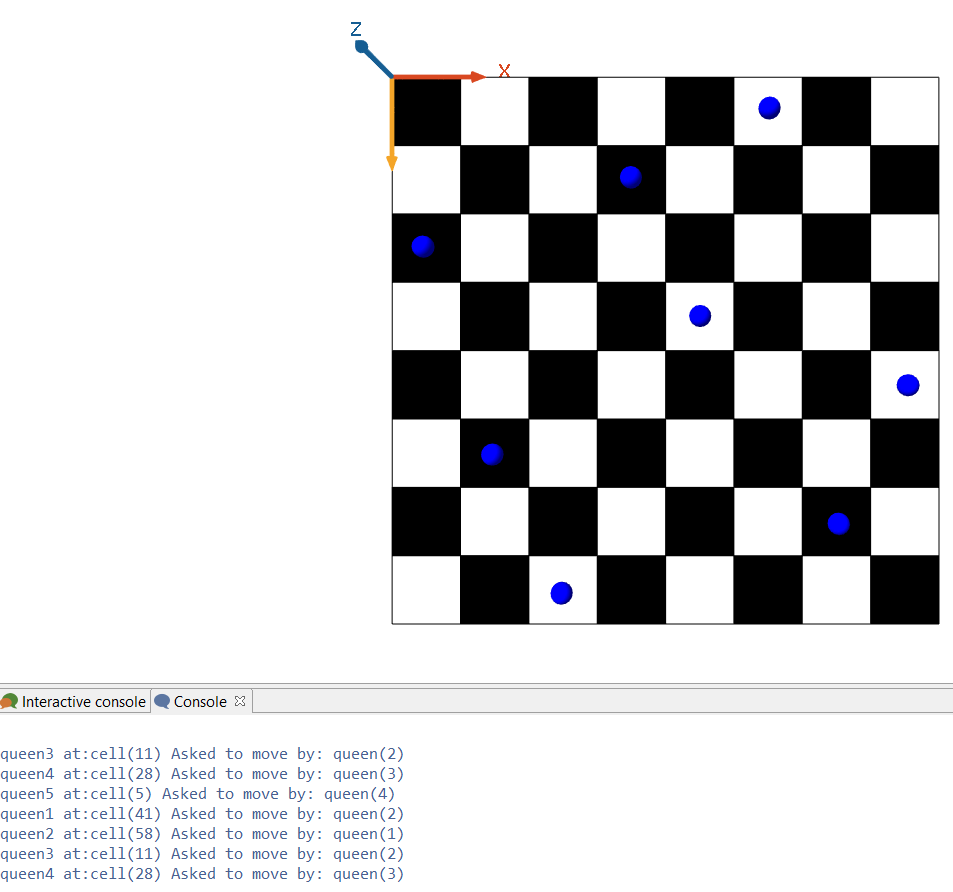 Z
X
Interactive console Console
queen3 at:cell(11) Asked to move by: queen(2)
queen4 at:cell(28) Asked to move by: queen(3)
queen5 at:cell(5) Asked to move by: queen(4)
queen1 at:cell(41) Asked to move by: queen(2)
queen2 at:cell(58) Asked to move by: queen(1)
queen3 at:cell(11) Asked to move by: queen(2)
queen4 at:cell(28) Asked to move by: queen(3)